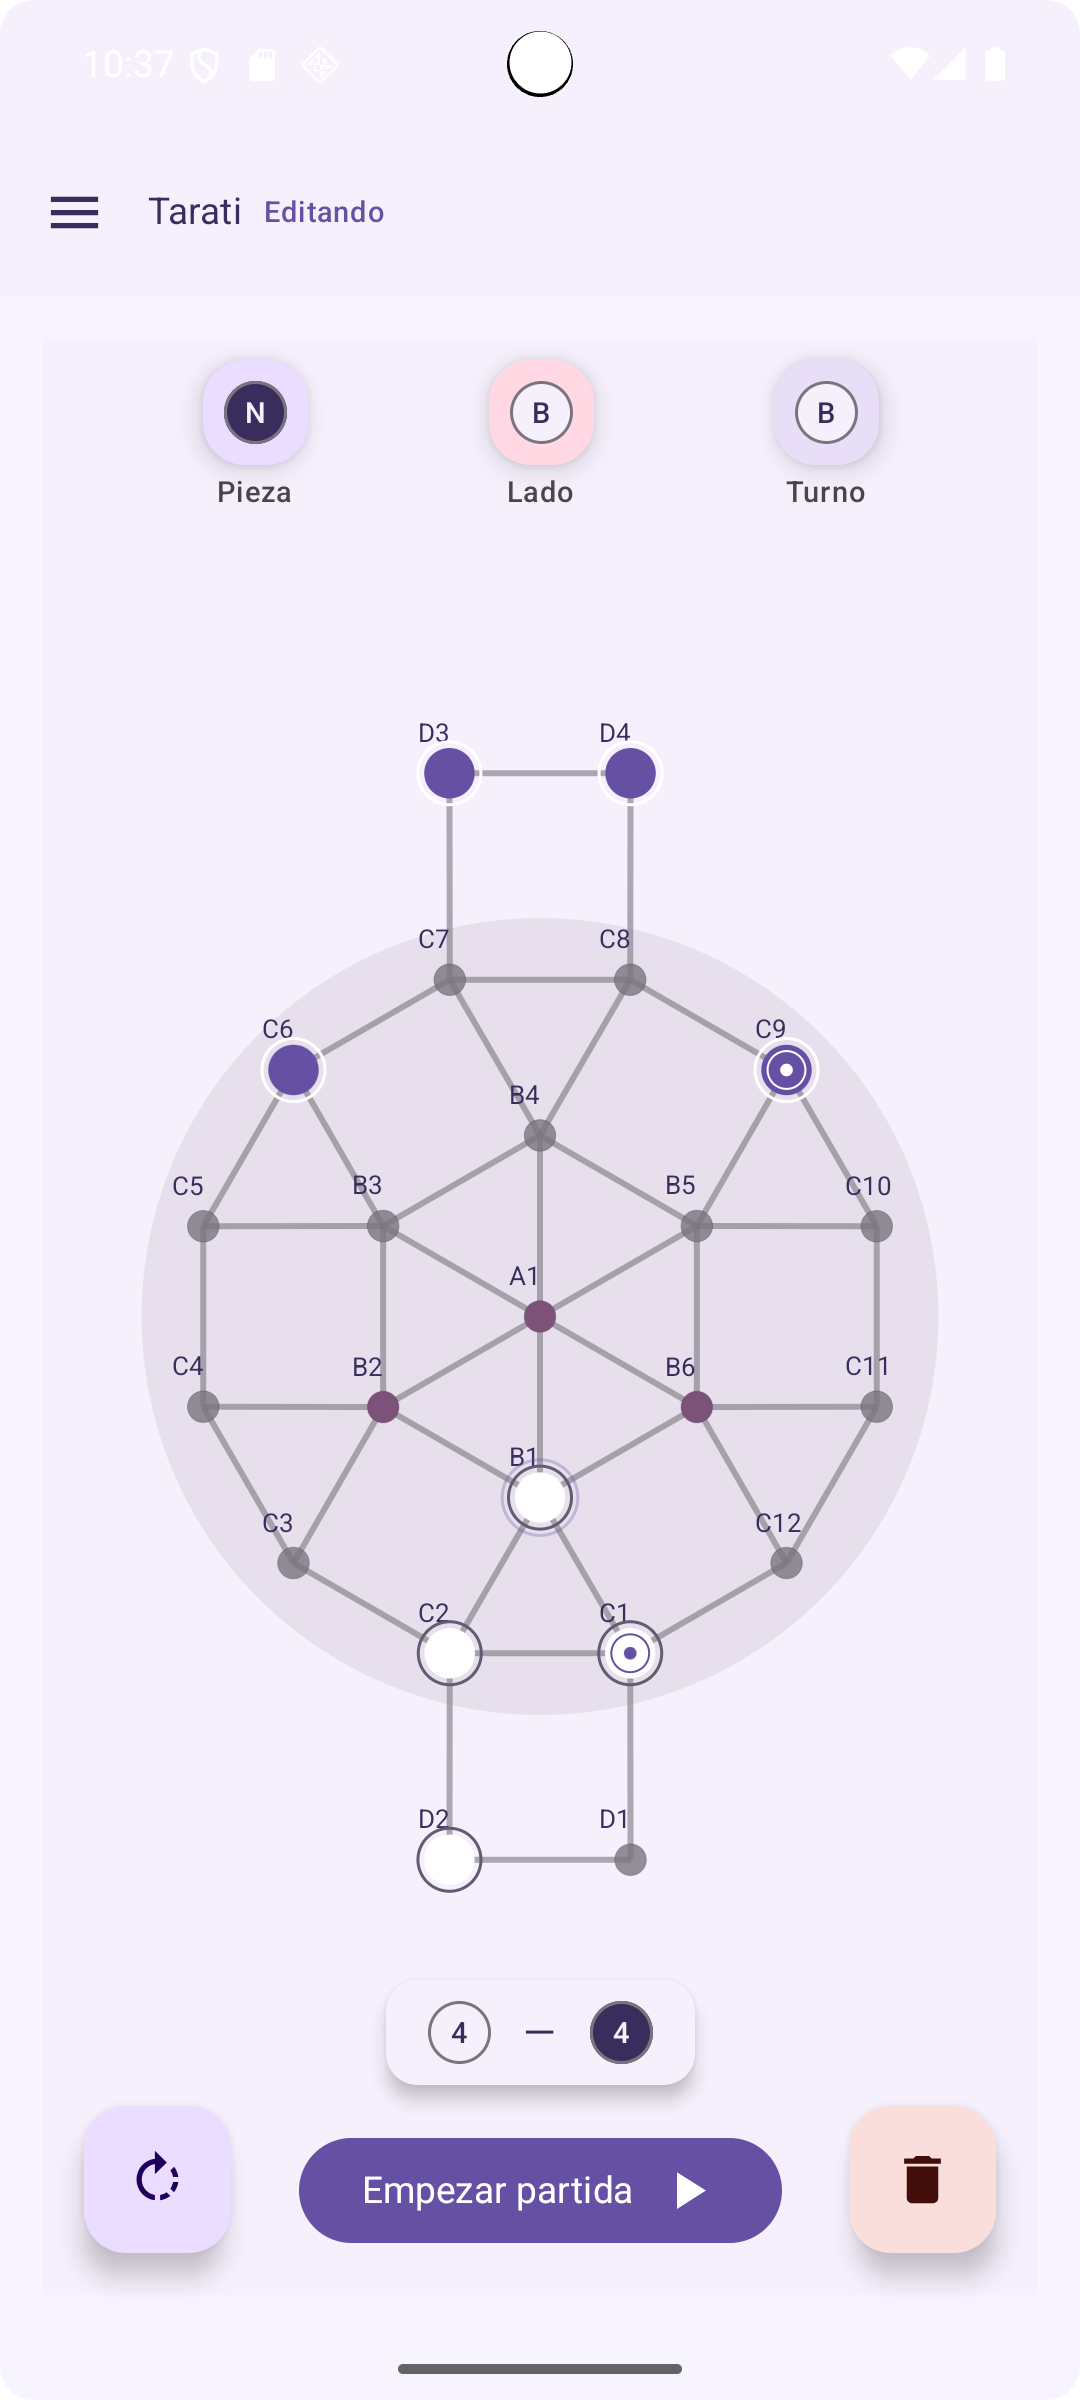 10:37
Tarati Editando
N B B
Pieza Lado Turno
D3 D4
C7 C8
C6 C9
B4
C5 B3 B5 C10
A1
C4 B2 B6 C11
B1
C3 C12
C2 C1
D2 D1
4 — 4
Empezar partida